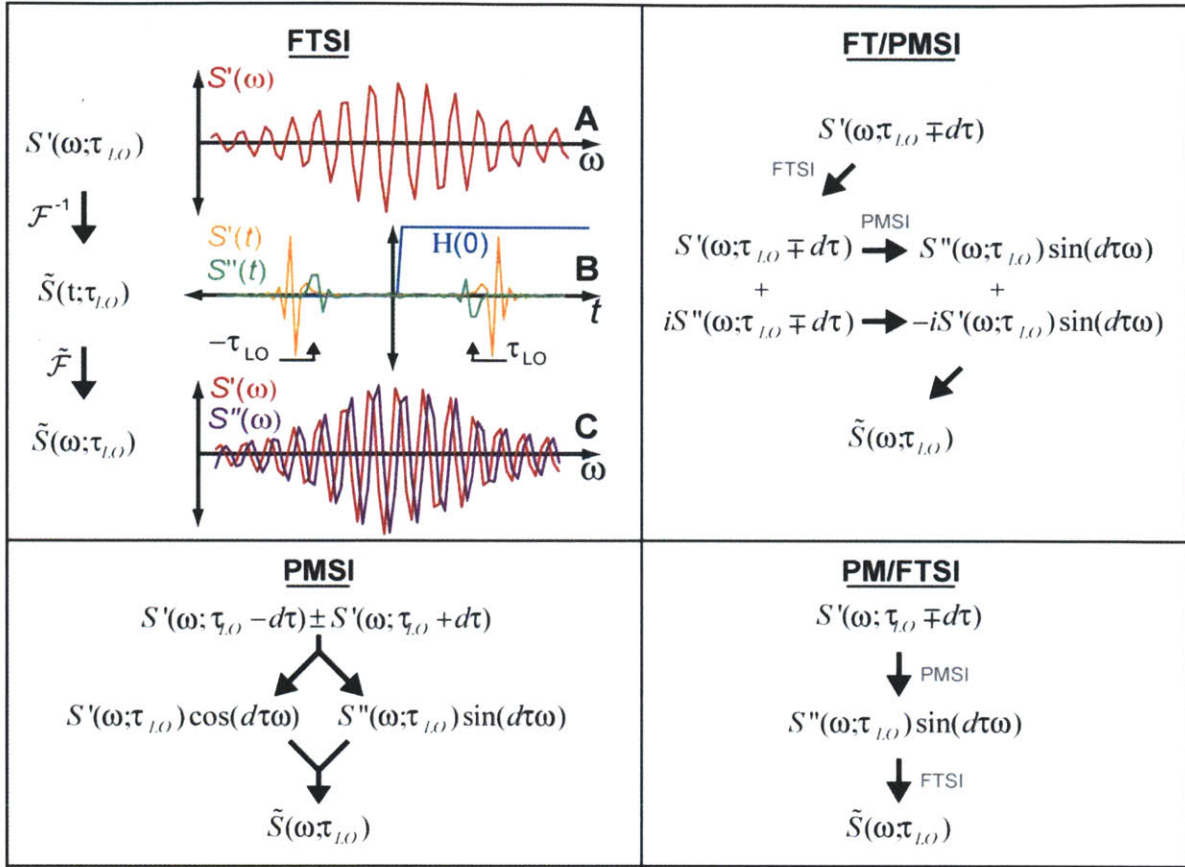 FTSI
S'(ω)
A
ω
S'(ω;τ_LO)
ℱ⁻¹
S'(t)
S''(t)
H(0)
B
t
S̃(t;τ_LO)
−τ_LO
τ_LO
ℱ̃
S'(ω)
S''(ω)
C
ω
S̃(ω;τ_LO)
FT/PMSI
S'(ω;τ_LO ∓ dτ)
FTSI
PMSI
S'(ω;τ_LO ∓ dτ) S''(ω;τ_LO)sin(dτω)
+ +
iS''(ω;τ_LO ∓ dτ) −iS'(ω;τ_LO)sin(dτω)
S̃(ω;τ_LO)
PMSI
S'(ω;τ_LO − dτ) ± S'(ω;τ_LO + dτ)
S'(ω;τ_LO)cos(dτω) S''(ω;τ_LO)sin(dτω)
S̃(ω;τ_LO)
PM/FTSI
S'(ω;τ_LO ∓ dτ)
PMSI
S''(ω;τ_LO)sin(dτω)
FTSI
S̃(ω;τ_LO)